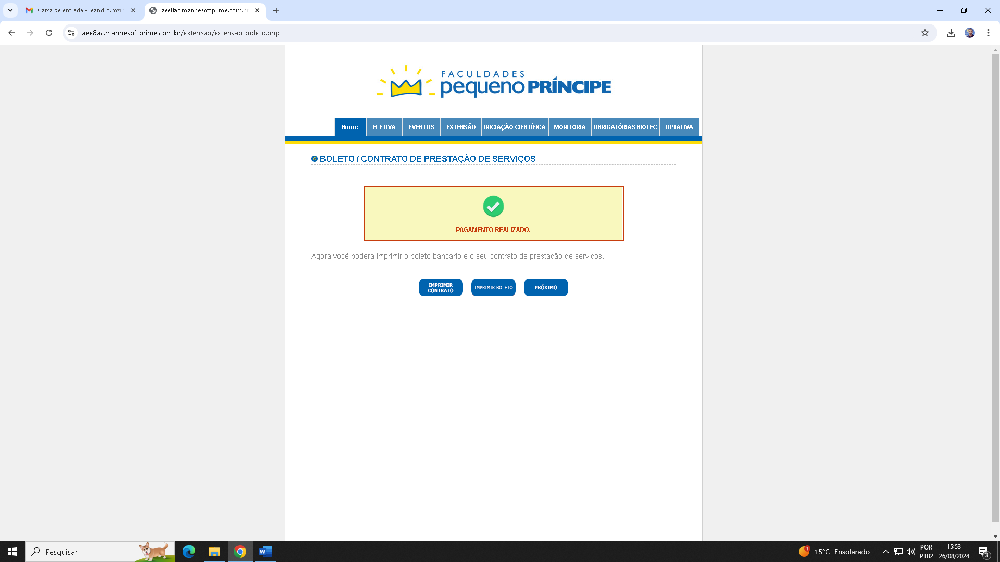 Caixa de entrada - leandro.rozin
aee8ac.mannesoftprime.com.b
aee8ac.mannesoftprime.com.br/extensao/extensao_boleto.php
FACULDADES
pequeno PRÍNCIPE
Home ELETIVA EVENTOS EXTENSÃO INICIAÇÃO CIENTÍFICA MONITORIA OBRIGATÓRIAS BIOTEC OPTATIVA
BOLETO / CONTRATO DE PRESTAÇÃO DE SERVIÇOS
PAGAMENTO REALIZADO.
Agora você poderá imprimir o boleto bancário e o seu contrato de prestação de serviços.
IMPRIMIR
CONTRATO
IMPRIMIR BOLETO
PRÓXIMO
Pesquisar
W
1
15°C Ensolarado
POR
PTB2
15:53
26/08/2024
3